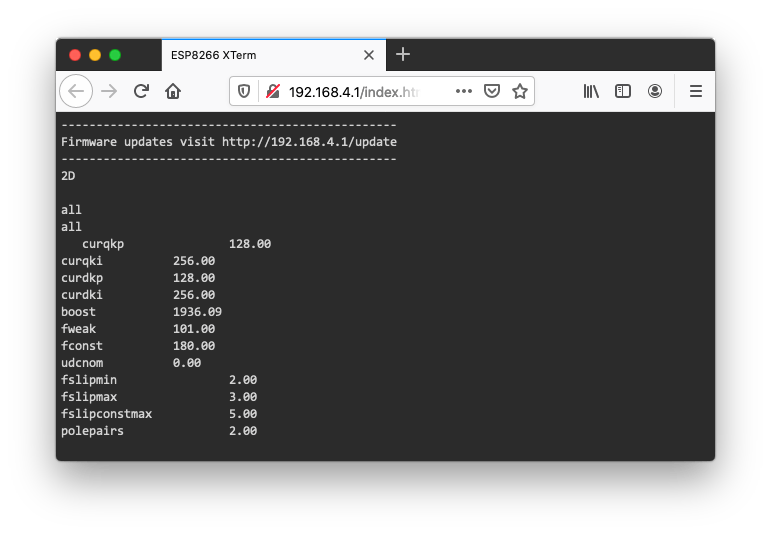 ESP8266 XTerm
192.168.4.1/index.ht
------------------------------------------------
Firmware updates visit http://192.168.4.1/update
------------------------------------------------
2D
all
all
curqkp 128.00
curqki 256.00
curdkp 128.00
curdki 256.00
boost 1936.09
fweak 101.00
fconst 180.00
udcnom 0.00
fslipmin 2.00
fslipmax 3.00
fslipconstmax 5.00
polepairs 2.00